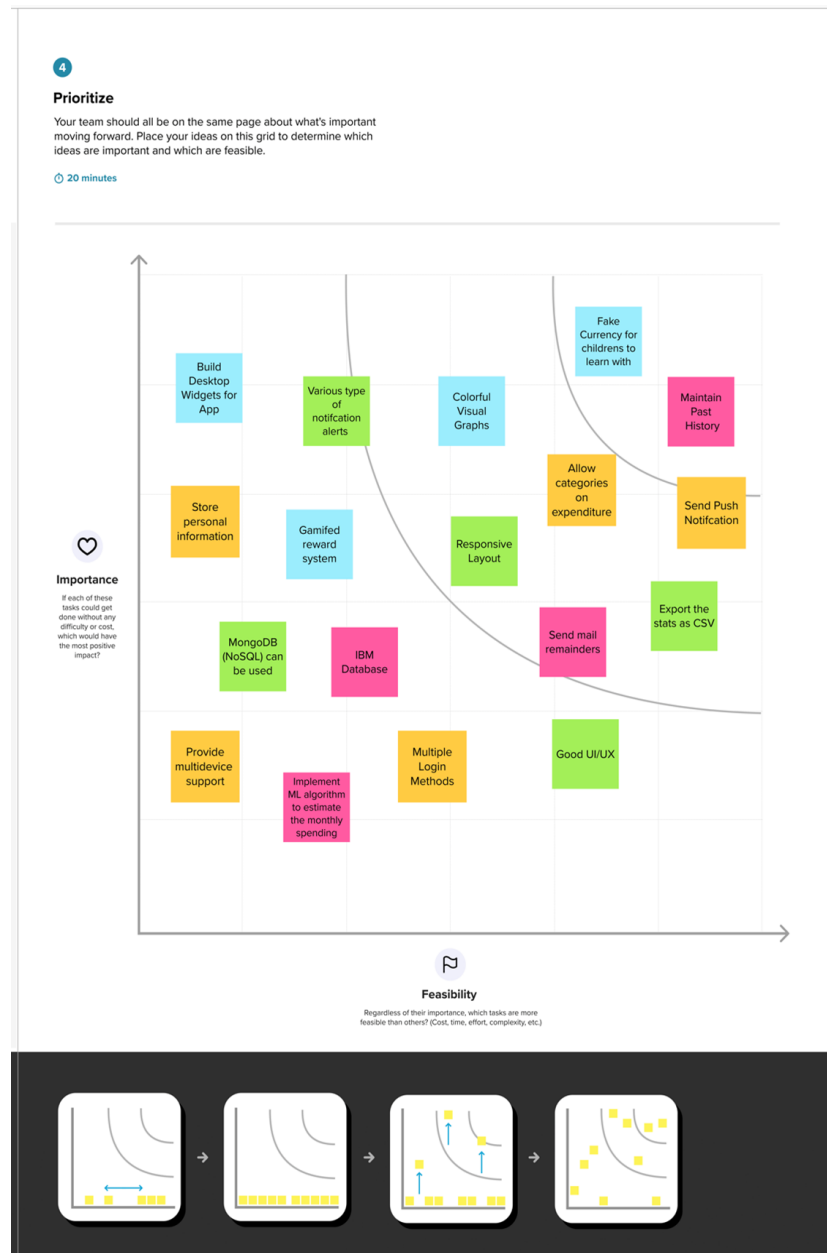 4
Prioritize
Your team should all be on the same page about what's important
moving forward. Place your ideas on this grid to determine which
ideas are important and which are feasible.
20 minutes
Fake
Currency for
childrens to
learn with
Build
Desktop
Widgets for
App
Various type
of
notifcation
alerts
Colorful
Visual
Graphs
Maintain
Past
History
Allow
categories
on
expenditure
Send Push
Notifcation
Store
personal
information
Gamifed
reward
system
Responsive
Layout
Importance
If each of these
tasks could get
done without any
difficulty or cost,
which would have
the most positive
impact?
Export the
stats as CSV
MongoDB
(NoSQL) can
be used
IBM
Database
Send mail
remainders
Provide
multidevice
support
Implement
ML algorithm
to estimate
the monthly
spending
Multiple
Login
Methods
Good UI/UX
Feasibility
Regardless of their importance, which tasks are more
feasible than others? (Cost, time, effort, complexity, etc.)